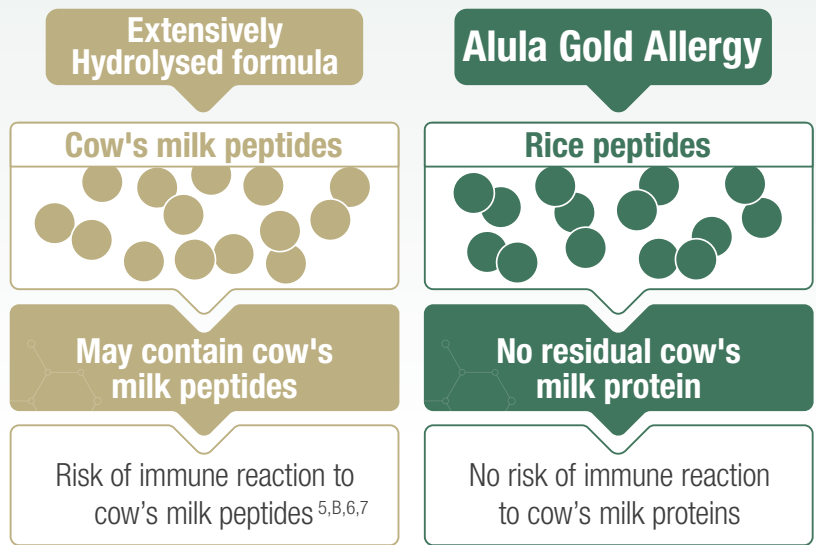 Extensively
Hydrolysed formula
Cow's milk peptides
May contain cow's
milk peptides
Risk of immune reaction to
cow's milk peptides 5,B,6,7
Alula Gold Allergy
Rice peptides
No residual cow's
milk protein
No risk of immune reaction
to cow's milk proteins